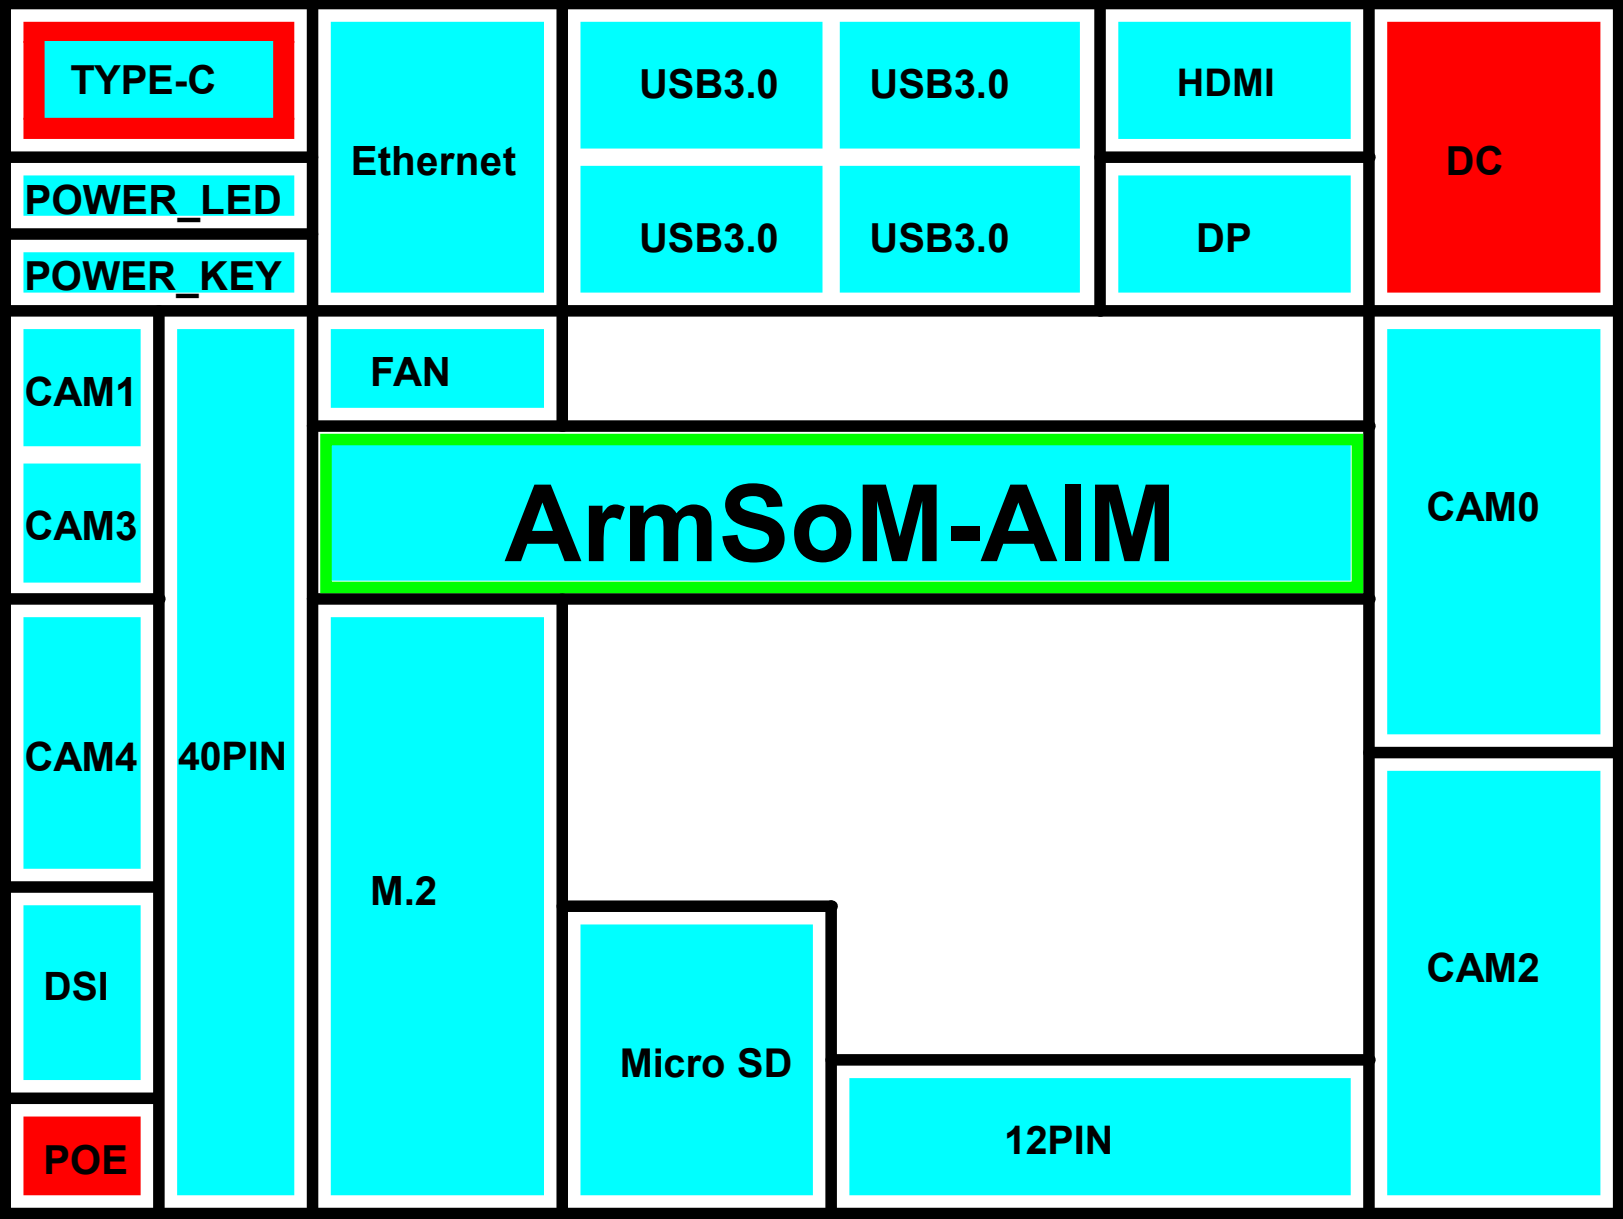 TYPE-C
Ethernet
USB3.0
USB3.0
HDMI
DC
POWER_LED
USB3.0
USB3.0
DP
POWER_KEY
CAM1
FAN
CAM3
ArmSoM-AIM
CAM0
CAM4
40PIN
M.2
DSI
Micro SD
CAM2
POE
12PIN